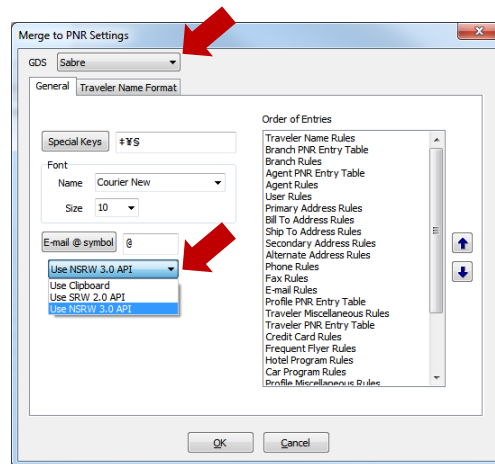 Merge to PNR Settings
GDS Sabre
General Traveler Name Format
Order of Entries
Special Keys ‡¥§
Font
Name Courier New
Size 10
E-mail @ symbol @
Use NSRW 3.0 API
Use Clipboard
Use SRW 2.0 API
Use NSRW 3.0 API
Traveler Name Rules
Branch PNR Entry Table
Branch Rules
Agent PNR Entry Table
Agent Rules
User Rules
Primary Address Rules
Bill To Address Rules
Ship To Address Rules
Secondary Address Rules
Alternate Address Rules
Phone Rules
Fax Rules
E-mail Rules
Profile PNR Entry Table
Traveler Miscellaneous Rules
Traveler PNR Entry Table
Credit Card Rules
Frequent Flyer Rules
Hotel Program Rules
Car Program Rules
Profile Miscellaneous Rules
OK Cancel